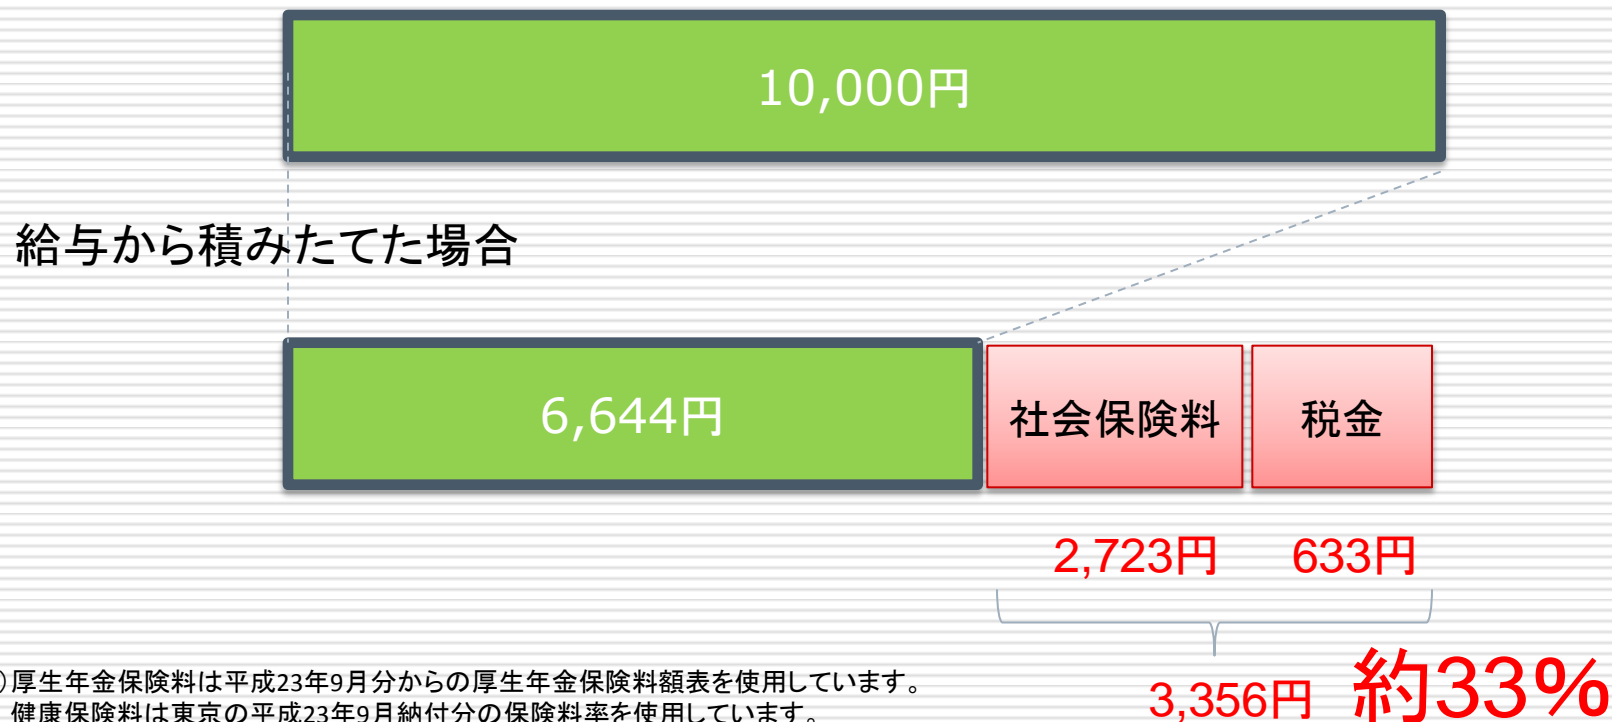 10,000円
給与から積みたてた場合
6,644円
社会保険料
税金
2,723円
633円
3,356円
約33%
)厚生年金保険料は平成23年9月分からの厚生年金保険料額表を使用しています。
健康保険料は東京の平成23年9月納付分の保険料率を使用しています。